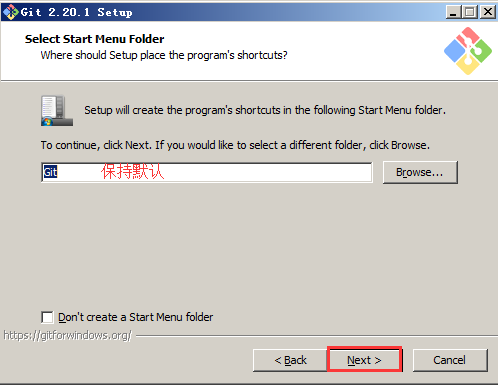 Git 2.20.1 Setup
Select Start Menu Folder
Where should Setup place the program's shortcuts?
Setup will create the program's shortcuts in the following Start Menu folder.
To continue, click Next. If you would like to select a different folder, click Browse.
Git 保持默认 Browse...
Don't create a Start Menu folder
https://gitforwindows.org/
< Back Next > Cancel